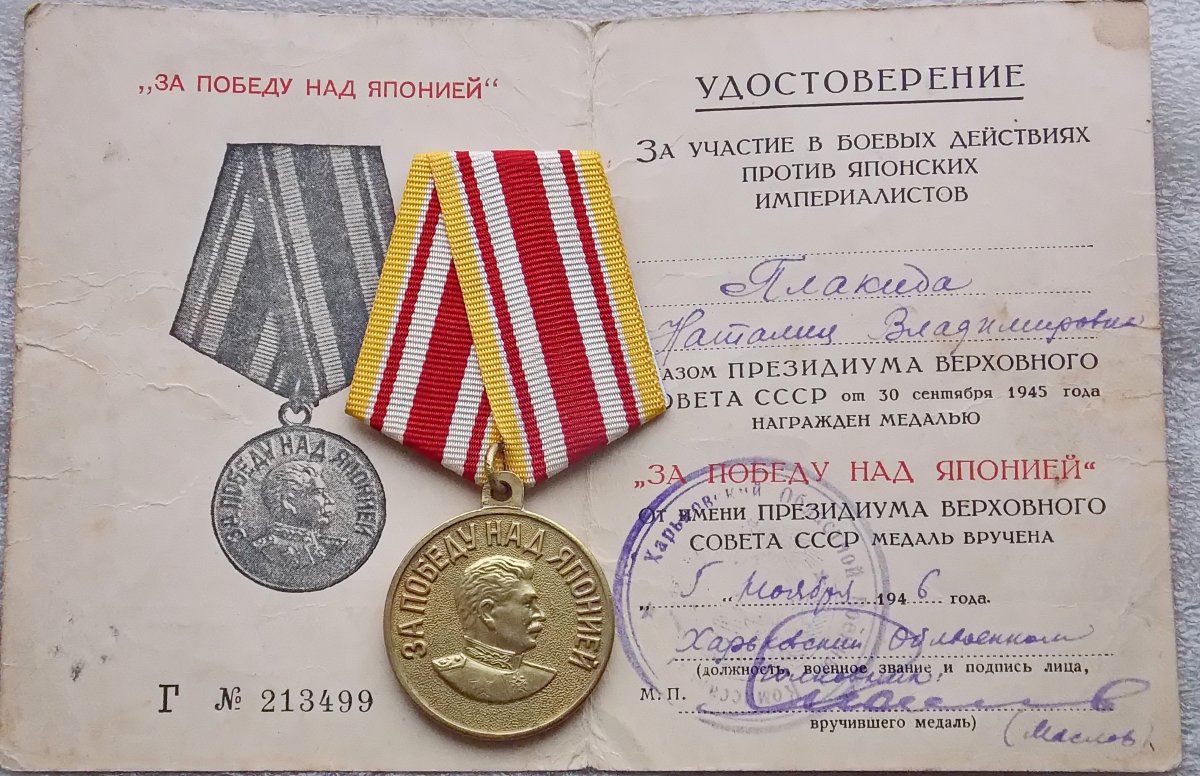 „ЗА ПОБЕДУ НАД ЯПОНИЕЙ“
ЗА ПОБЕДУ НАД ЯПОНИЕЙ
Г № 213499
ЗА ПОБЕДУ НАД ЯПОНИЕЙ
УДОСТОВЕРЕНИЕ
ЗА УЧАСТИЕ В БОЕВЫХ ДЕЙСТВИЯХ
ПРОТИВ ЯПОНСКИХ
ИМПЕРИАЛИСТОВ
Плакида
Наталия Владимировна
азом ПРЕЗИДИУМА ВЕРХОВНОГО
ОВЕТА СССР от 30 сентября 1945 года
НАГРАЖДЕН МЕДАЛЬЮ
„ЗА ПОБЕДУ НАД ЯПОНИЕЙ“
ОТ ИМЕНИ ПРЕЗИДИУМА ВЕРХОВНОГО
СОВЕТА СССР МЕДАЛЬ ВРУЧЕНА
„5“ Ноября 1946 года.
Харьковский Облвоенком
(должность, военное звание и подпись лица,
полковник
М. П.
вручившего медаль)
(Маслов)
Харьковский Областной